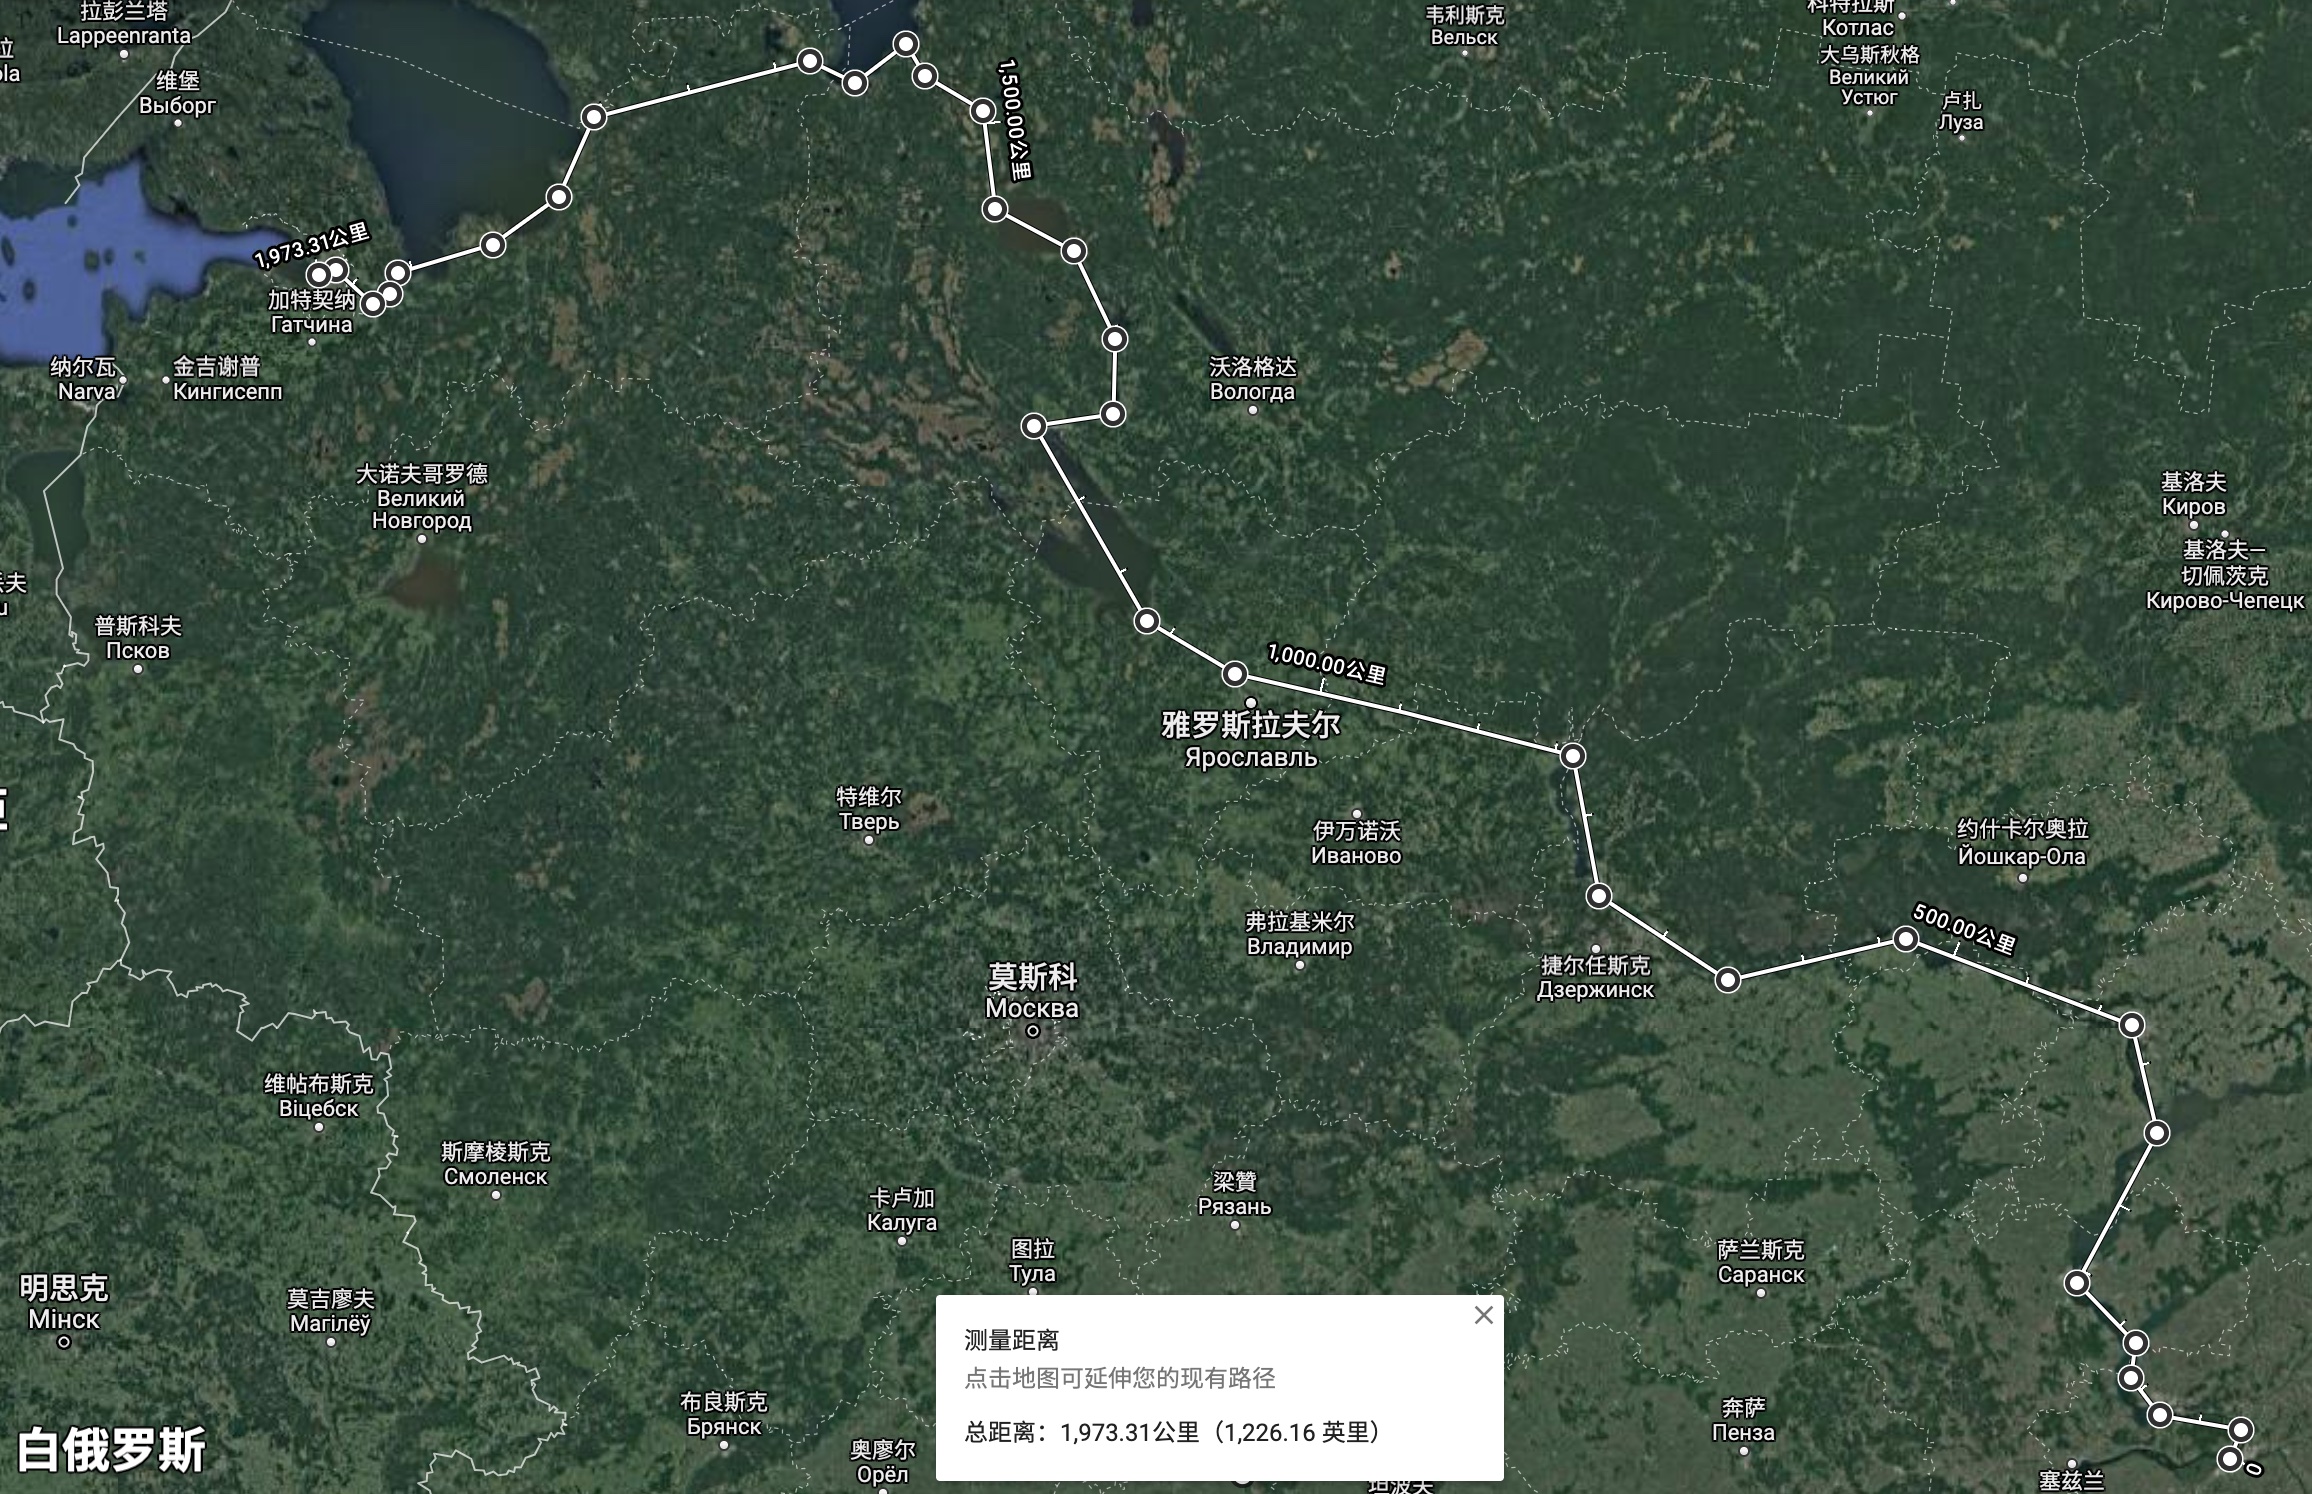 拉彭兰塔
Lappeenranta
维堡
Выборг
韦利斯克
Вельск
科特拉斯
Котлас
大乌斯秋格
Великий
Устюг
卢扎
Луза
1,500.00公里
1,973.31公里
加特契纳
Гатчина
纳尔瓦
Narva
金吉谢普
Кингисепп
沃洛格达
Вологда
大诺夫哥罗德
Великий
Новгород
基洛夫
Киров
基洛夫—
切佩茨克
Кирово-Чепецк
普斯科夫
Псков
1,000.00公里
雅罗斯拉夫尔
Ярославль
特维尔
Тверь
伊万诺沃
Иваново
约什卡尔奥拉
Йошкар-Ола
500.00公里
弗拉基米尔
Владимир
捷尔任斯克
Дзержинск
莫斯科
Москва
维帖布斯克
Віцебск
斯摩棱斯克
Смоленск
卡卢加
Калуга
梁赞
Рязань
图拉
Тула
萨兰斯克
Саранск
明思克
Мінск
莫吉廖夫
Магілёў
布良斯克
Брянск
奥廖尔
Орёл
奔萨
Пенза
塞兹兰
白俄罗斯
0
测量距离
点击地图可延伸您的现有路径
总距离：1,973.31公里（1,226.16 英里）